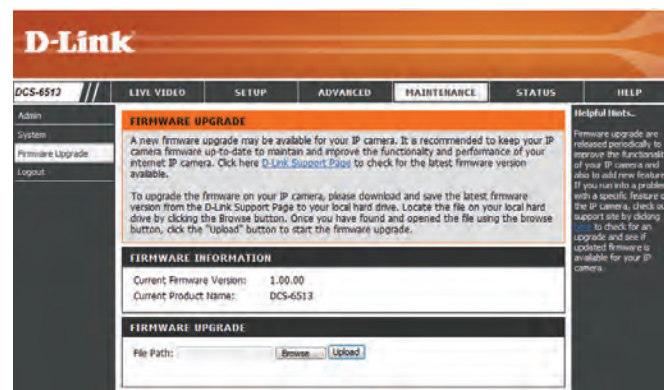 D-Link
DCS-6513
LIVE VIDEO
SETUP
ADVANCED
MAINTENANCE
STATUS
HELP
Admin
System
Firmware Upgrade
Logout
FIRMWARE UPGRADE
A new firmware upgrade may be available for your IP camera. It is recommended to keep your IP
camera firmware up-to-date to maintain and improve the functionality and performance of your
internet IP camera. Click here D-Link Support Page to check for the latest firmware version
available.
To upgrade the firmware on your IP camera, please download and save the latest firmware
version from the D-Link Support Page to your local hard drive. Locate the file on your local hard
drive by clicking the Browse button. Once you have found and opened the file using the browse
button, click the "Upload" button to start the firmware upgrade.
FIRMWARE INFORMATION
Current Firmware Version: 1.00.00
Current Product Name: DCS-6513
FIRMWARE UPGRADE
File Path:
Browse...
Upload
Helpful Hints..
Firmware upgrade are
released periodically to
improve the functionalit
of your IP camera and
also to add new feature
If you run into a proble
with a specific feature o
the IP camera, check ou
support site by clicking
here to check for an
upgrade and see if
updated firmware is
available for your IP
camera.